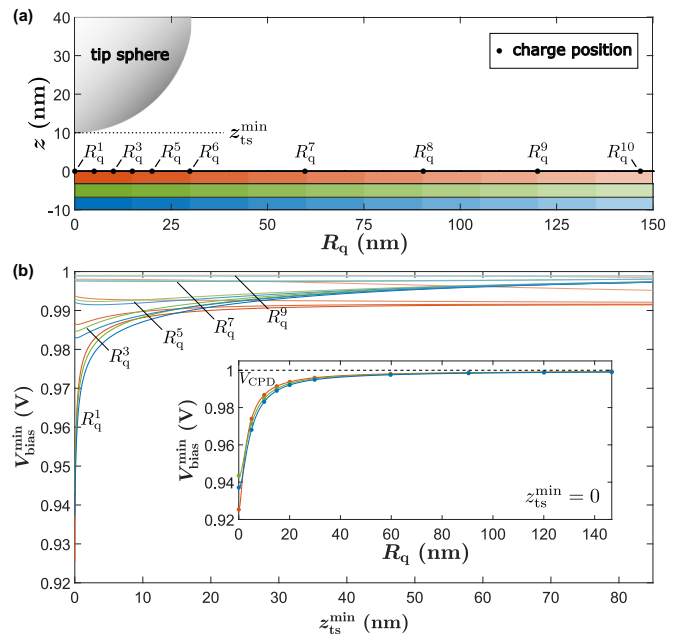 (a)
40
30
20
10
0
-10
z (nm)
tip sphere
• charge position
z_ts^min
R_q^1 R_q^3 R_q^5 R_q^6 R_q^7 R_q^8 R_q^9 R_q^10
0 25 50 75 100 125 150
R_q (nm)
(b)
1
0.99
0.98
0.97
0.96
0.95
0.94
0.93
0.92
V_bias^min (V)
R_q^9
R_q^7
R_q^5
R_q^3
R_q^1
1
0.98
0.96
0.94
0.92
V_bias^min (V)
V_CPD
z_ts^min = 0
0 20 40 60 80 100 120 140
R_q (nm)
0 10 20 30 40 50 60 70 80
z_ts^min (nm)